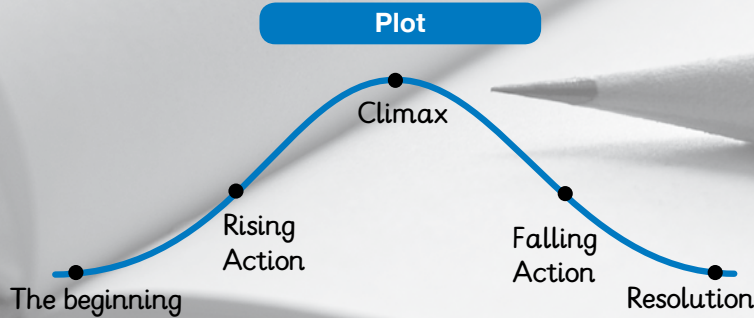 Plot
Climax
Rising
Action
Falling
Action
The beginning
Resolution